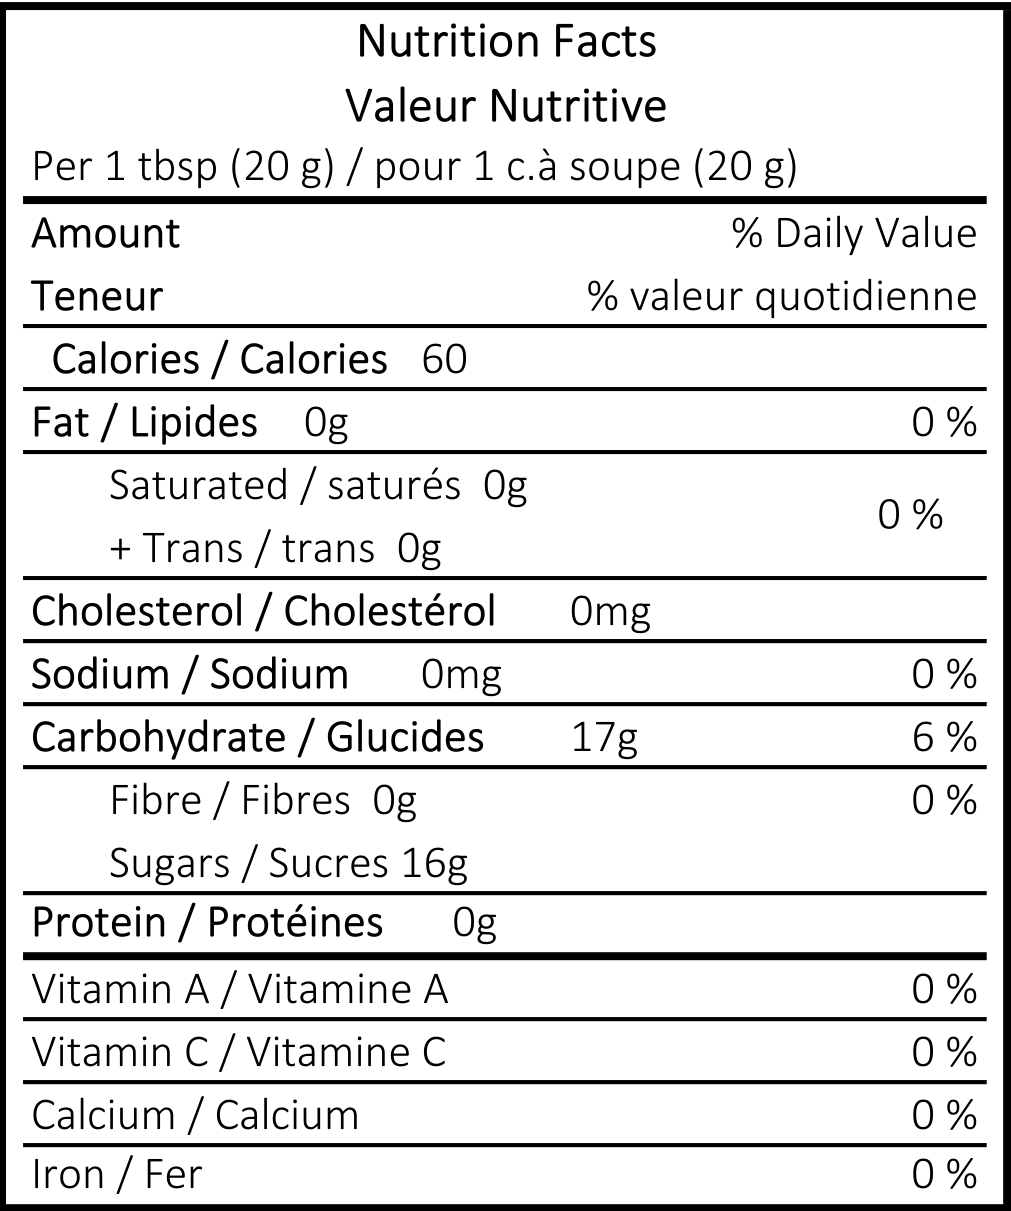 Nutrition Facts
Valeur Nutritive
Per 1 tbsp (20 g) / pour 1 c.à soupe (20 g)
Amount % Daily Value
Teneur % valeur quotidienne
Calories / Calories 60
Fat / Lipides 0g 0 %
Saturated / saturés 0g
0 %
+ Trans / trans 0g
Cholesterol / Cholestérol 0mg
Sodium / Sodium 0mg 0 %
Carbohydrate / Glucides 17g 6 %
Fibre / Fibres 0g 0 %
Sugars / Sucres 16g
Protein / Protéines 0g
Vitamin A / Vitamine A 0 %
Vitamin C / Vitamine C 0 %
Calcium / Calcium 0 %
Iron / Fer 0 %